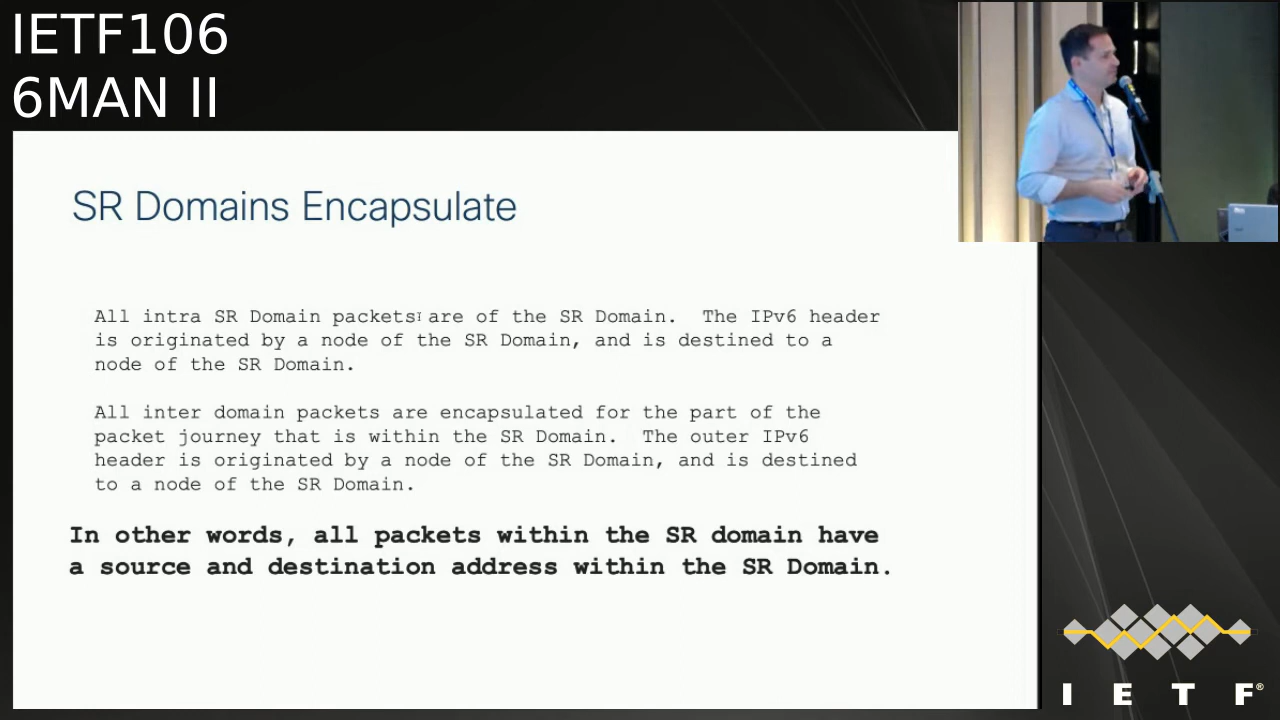 IETF106
6MAN II
SR Domains Encapsulate
All intra SR Domain packets are of the SR Domain.  The IPv6 header
is originated by a node of the SR Domain, and is destined to a
node of the SR Domain.
All inter domain packets are encapsulated for the part of the
packet journey that is within the SR Domain.  The outer IPv6
header is originated by a node of the SR Domain, and is destined
to a node of the SR Domain.
In other words, all packets within the SR domain have
a source and destination address within the SR Domain.
I E T F®